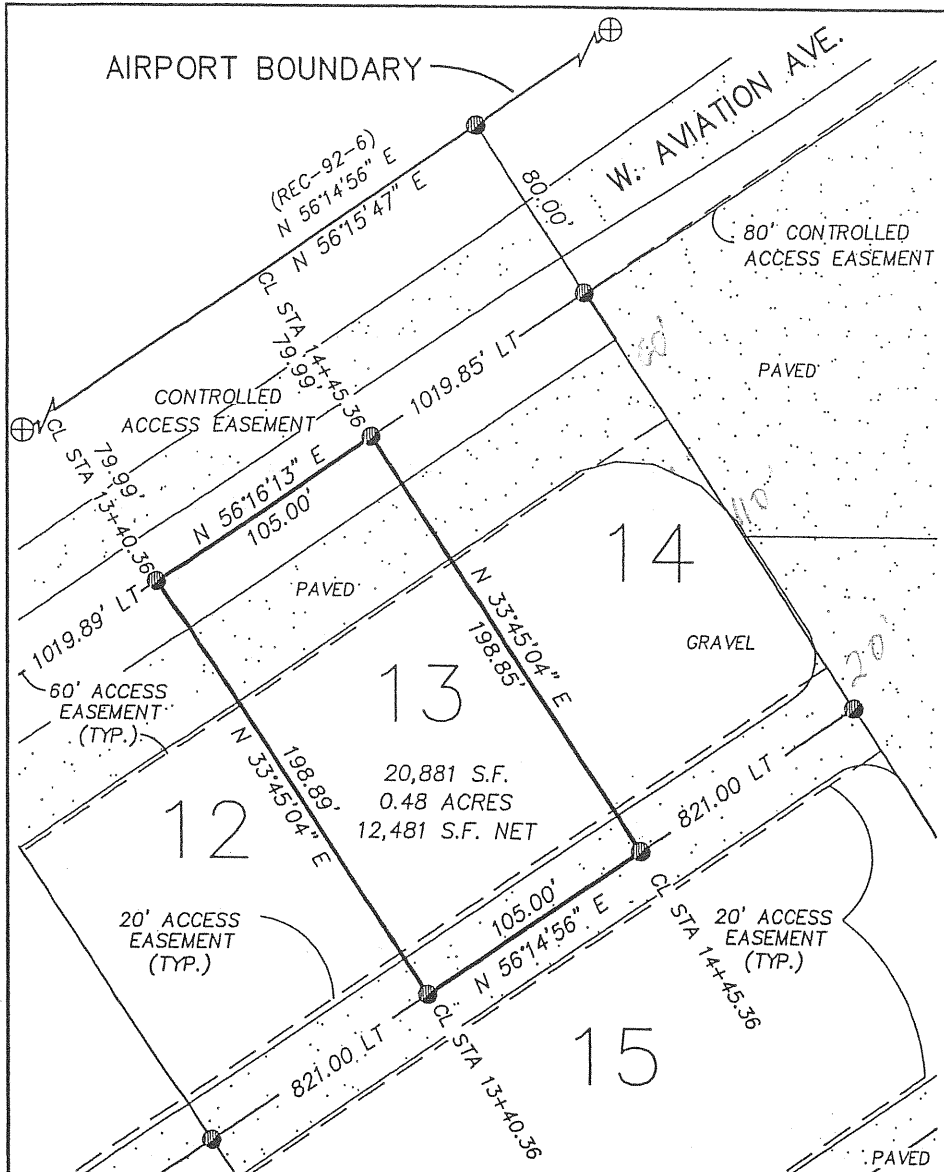 AIRPORT BOUNDARY
W. AVIATION AVE.
(REC-92-6)
N 56°14'56" E
N 56°15'47" E
80.00'
80' CONTROLLED
ACCESS EASEMENT
CL STA 14+45.36
79.99'
1019.85' LT
60'
PAVED
CONTROLLED
ACCESS EASEMENT
CL STA 13+40.36
79.99'
N 56°16'13" E
105.00'
110'
14
PAVED
1019.89' LT
N 33°45'04" E
198.85'
GRAVEL
20'
60' ACCESS
EASEMENT
(TYP.)
13
198.89'
N 33°45'04" E
20,881 S.F.
0.48 ACRES
12,481 S.F. NET
12
821.00 LT
20' ACCESS
EASEMENT
(TYP.)
105.00'
N 56°14'56" E
CL STA 14+45.36
20' ACCESS
EASEMENT
(TYP.)
821.00 LT
CL STA 13+40.36
15
PAVED